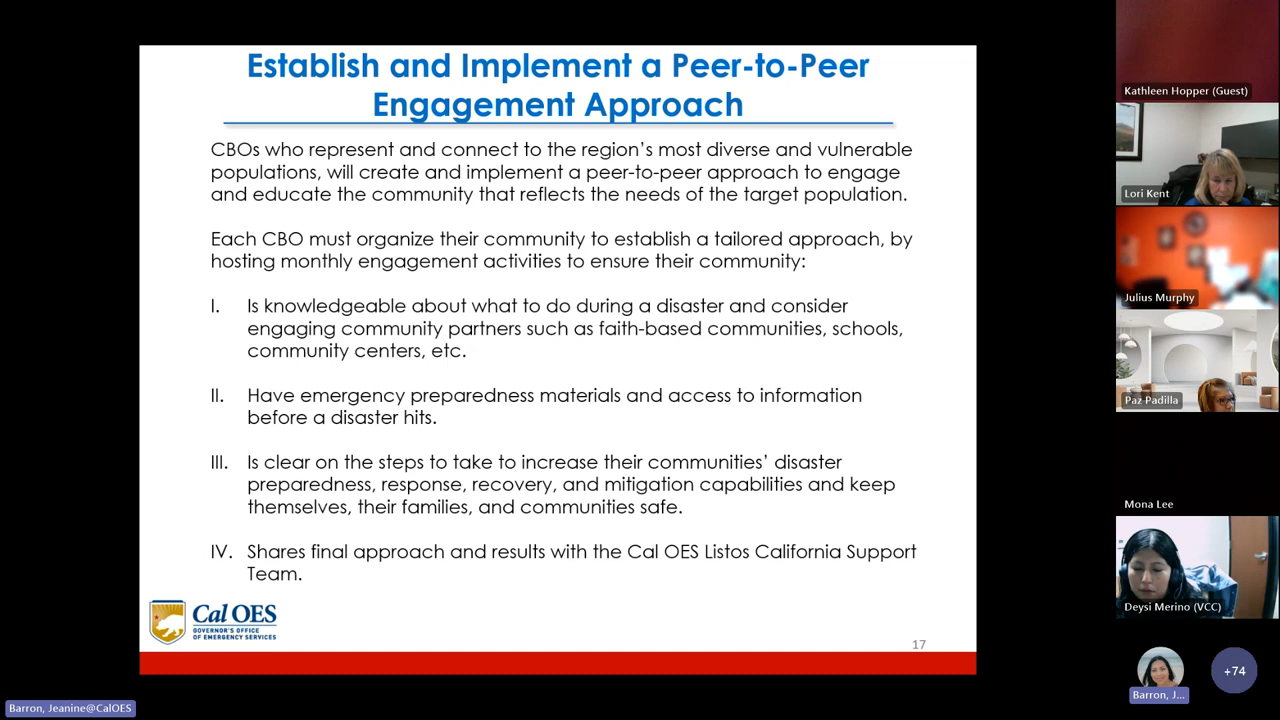 Establish and Implement a Peer-to-Peer
Engagement Approach
CBOs who represent and connect to the region's most diverse and vulnerable
populations, will create and implement a peer-to-peer approach to engage
and educate the community that reflects the needs of the target population.
Each CBO must organize their community to establish a tailored approach, by
hosting monthly engagement activities to ensure their community:
I. Is knowledgeable about what to do during a disaster and consider
engaging community partners such as faith-based communities, schools,
community centers, etc.
II. Have emergency preparedness materials and access to information
before a disaster hits.
III. Is clear on the steps to take to increase their communities' disaster
preparedness, response, recovery, and mitigation capabilities and keep
themselves, their families, and communities safe.
IV. Shares final approach and results with the Cal OES Listos California Support
Team.
Cal OES
GOVERNOR'S OFFICE
OF EMERGENCY SERVICES
17
Kathleen Hopper (Guest)
Lori Kent
Julius Murphy
Paz Padilla
Mona Lee
Deysi Merino (VCC)
Barron, J...
+74
Barron, Jeanine@CalOES